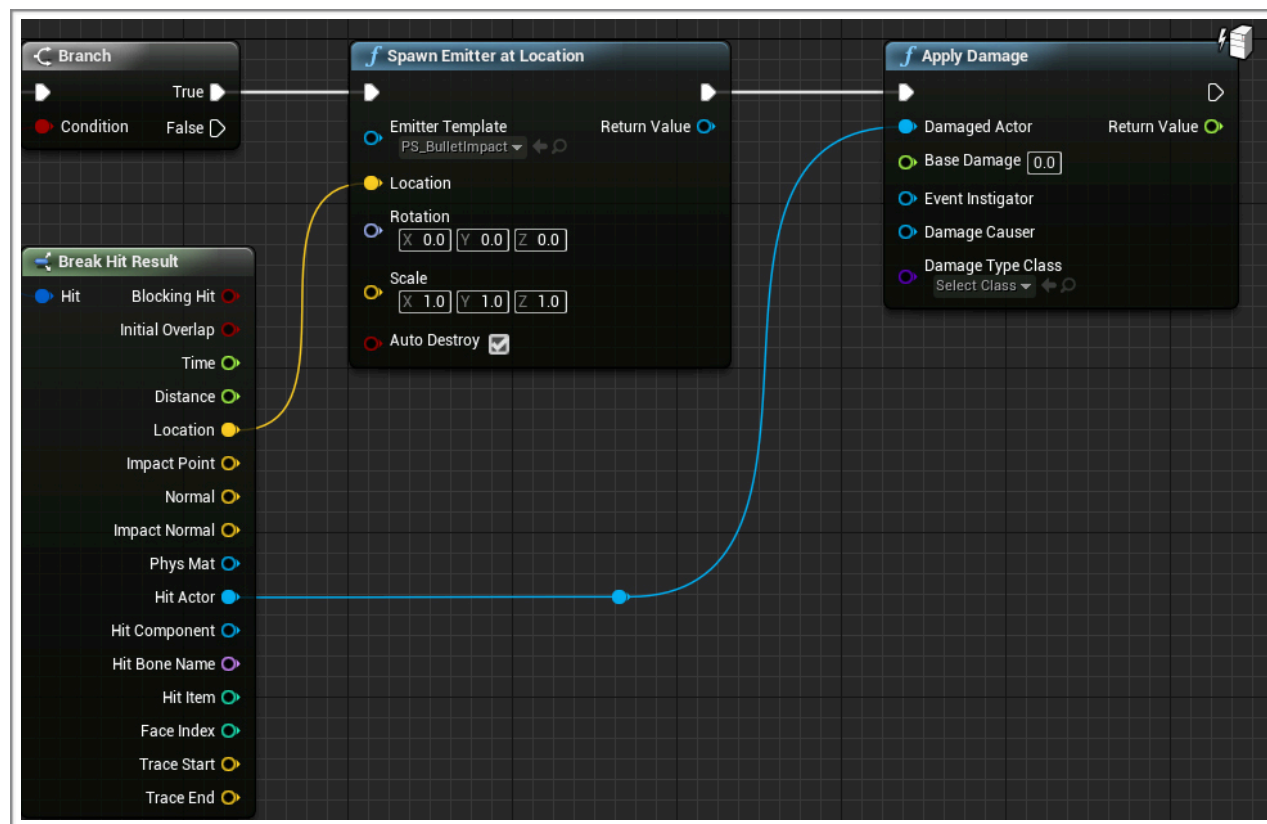 Branch
True
Condition
False
Break Hit Result
Hit
Blocking Hit
Initial Overlap
Time
Distance
Location
Impact Point
Normal
Impact Normal
Phys Mat
Hit Actor
Hit Component
Hit Bone Name
Hit Item
Face Index
Trace Start
Trace End
f Spawn Emitter at Location
Emitter Template
Return Value
PS_BulletImpact
Location
Rotation
X 0.0 Y 0.0 Z 0.0
Scale
X 1.0 Y 1.0 Z 1.0
Auto Destroy
f Apply Damage
Damaged Actor
Return Value
Base Damage 0.0
Event Instigator
Damage Causer
Damage Type Class
Select Class